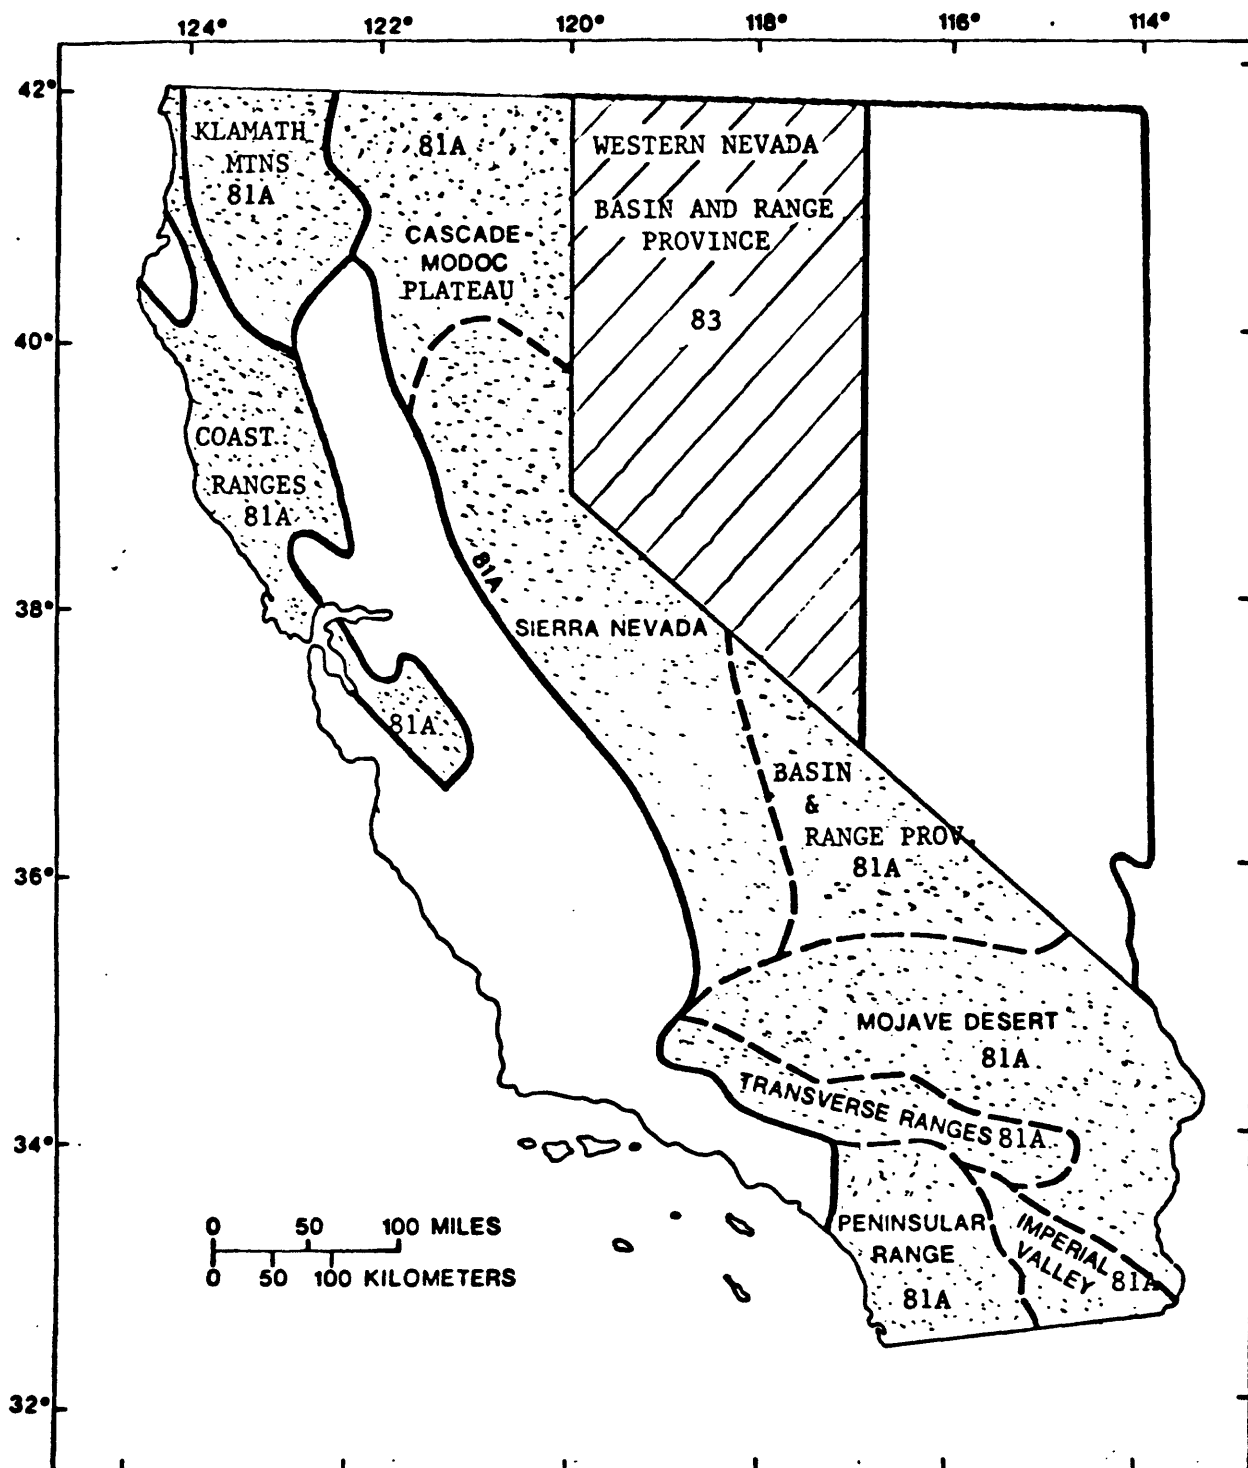 124° 122° 120° 118° 116° 114°
42°
40°
38°
36°
34°
32°
KLAMATH
MTNS
81A
81A
CASCADE-
MODOC
PLATEAU
WESTERN NEVADA
BASIN AND RANGE
PROVINCE
83
COAST
RANGES
81A
81A
SIERRA NEVADA
81A
BASIN
&
RANGE PROV.
81A
MOJAVE DESERT
81A
TRANSVERSE RANGES 81A
PENINSULAR
RANGE
81A
IMPERIAL
VALLEY 81A
0 50 100 MILES
0 50 100 KILOMETERS